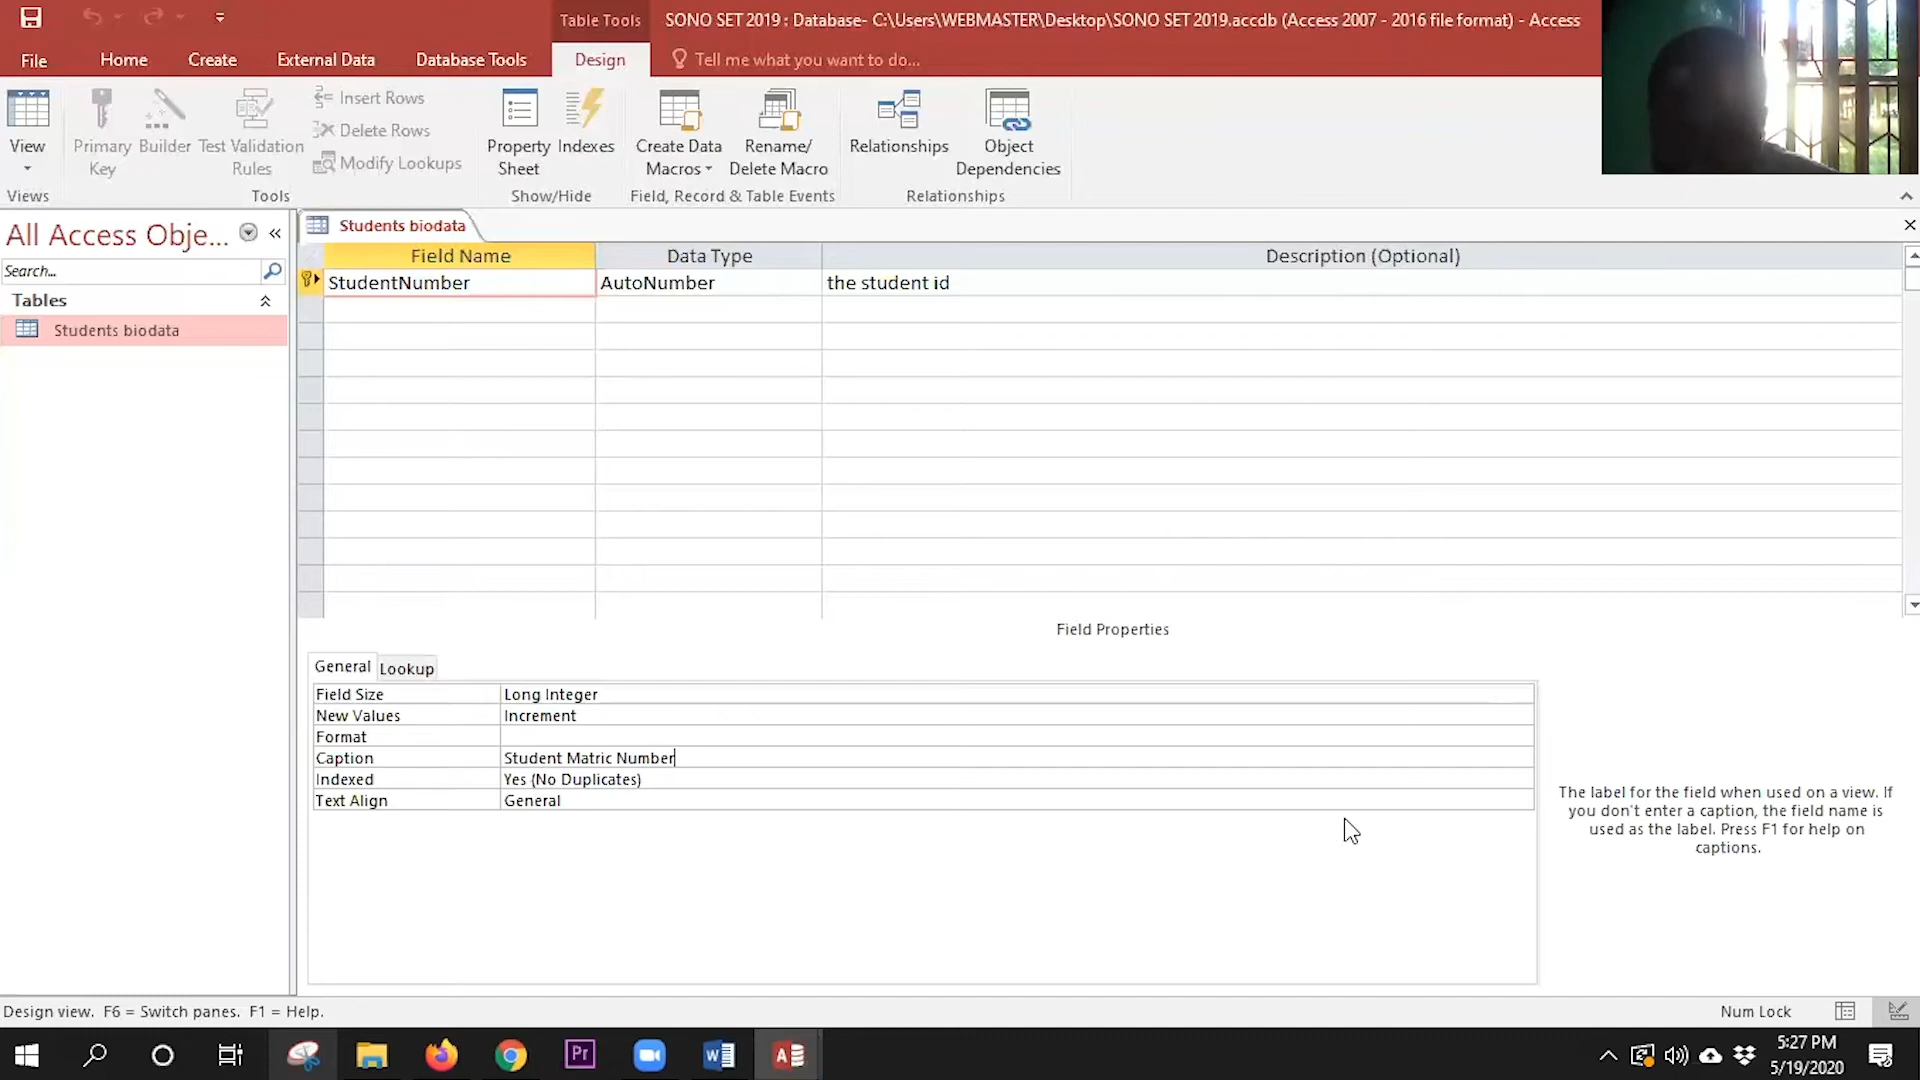 Table Tools
SONO SET 2019 : Database- C:\Users\WEBMASTER\Desktop\SONO SET 2019.accdb (Access 2007 - 2016 file format) - Access
File
Home
Create
External Data
Database Tools
Design
Tell me what you want to do...
View
Primary Key
Builder
Test Validation Rules
Insert Rows
Delete Rows
Modify Lookups
Property Sheet
Indexes
Create Data Macros
Rename/ Delete Macro
Relationships
Object Dependencies
Views
Tools
Show/Hide
Field, Record & Table Events
Relationships
All Access Obje...
Search...
Tables
Students biodata
Students biodata
Field Name
Data Type
Description (Optional)
StudentNumber
AutoNumber
the student id
Field Properties
General
Lookup
Field Size
Long Integer
New Values
Increment
Format
Caption
Student Matric Number
Indexed
Yes (No Duplicates)
Text Align
General
The label for the field when used on a view. If
you don't enter a caption, the field name is
used as the label. Press F1 for help on
captions.
Design view. F6 = Switch panes. F1 = Help.
Num Lock
Pr
5:27 PM
5/19/2020